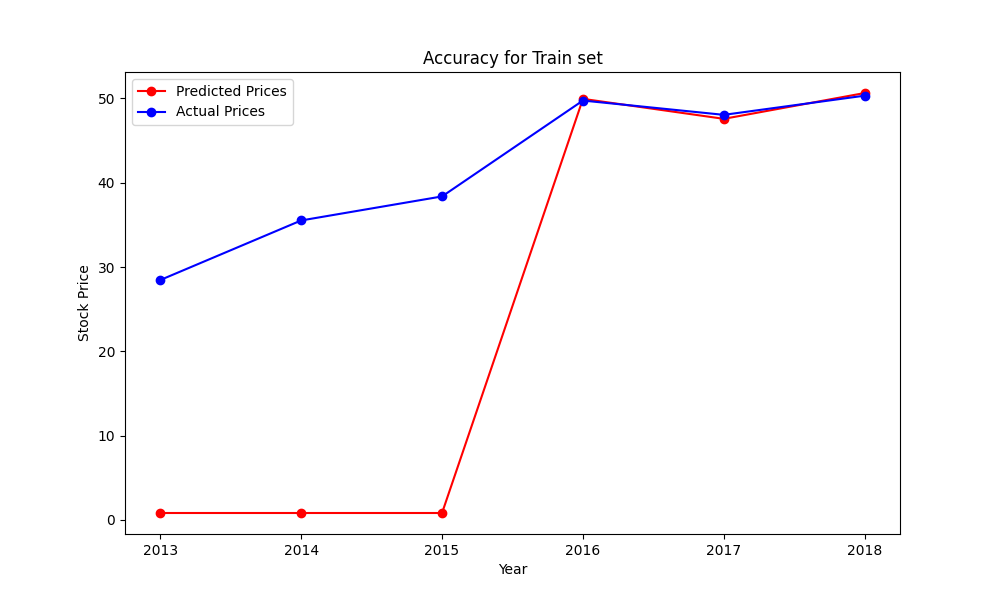 Accuracy for Train set
Predicted Prices
Actual Prices
50
40
30
20
10
0
Stock Price
2013 2014 2015 2016 2017 2018
Year